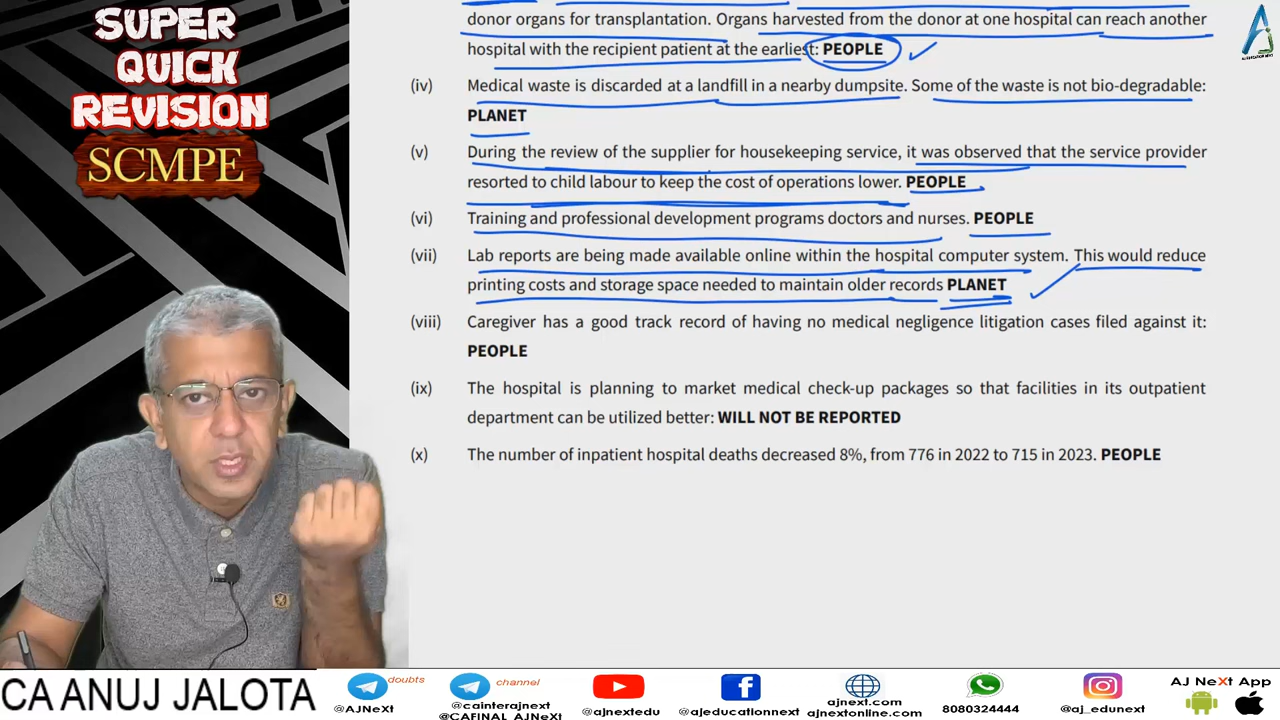 SUPER
QUICK
REVISION
SCMPE
donor organs for transplantation. Organs harvested from the donor at one hospital can reach another
hospital with the recipient patient at the earliest: PEOPLE
(iv) Medical waste is discarded at a landfill in a nearby dumpsite. Some of the waste is not bio-degradable:
PLANET
(v) During the review of the supplier for housekeeping service, it was observed that the service provider
resorted to child labour to keep the cost of operations lower. PEOPLE
(vi) Training and professional development programs doctors and nurses. PEOPLE
(vii) Lab reports are being made available online within the hospital computer system. This would reduce
printing costs and storage space needed to maintain older records PLANET
(viii) Caregiver has a good track record of having no medical negligence litigation cases filed against it:
PEOPLE
(ix) The hospital is planning to market medical check-up packages so that facilities in its outpatient
department can be utilized better: WILL NOT BE REPORTED
(x) The number of inpatient hospital deaths decreased 8%, from 776 in 2022 to 715 in 2023. PEOPLE
CA ANUJ JALOTA
doubts
@AJNeXt
channel
@cainterajnext
@CAFINAL_AJNeXt
@ajnextedu
@ajeducationnext
ajnext.com
ajnextonline.com
8080324444
@aj_edunext
AJ NeXt App